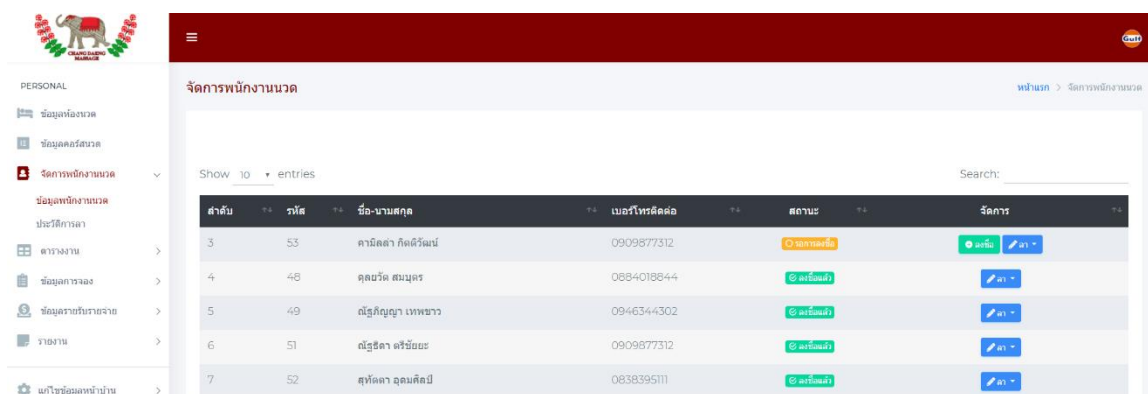 CHANG DAENG
MASSAGE
Gulf
PERSONAL
จัดการพนักงานนวด
หน้าแรก > จัดการพนักงานนวด
ข้อมูลห้องนวด
ข้อมูลคอร์สนวด
จัดการพนักงานนวด
ข้อมูลพนักงานนวด
ประวัติการลา
ตารางงาน
ข้อมูลการจอง
ข้อมูลรายรับรายจ่าย
รายงาน
แก้ไขข้อมูลหน้าบ้าน
Show 10 entries
Search:
ลำดับ รหัส ชื่อ-นามสกุล เบอร์โทรติดต่อ สถานะ จัดการ
3 53 คามิลล่า กิตติวัฒน์ 0909877312 รอการลงชื่อ ลงชื่อ ลา
4 48 ดุลยวัต สมบุตร 0884018844 ลงชื่อแล้ว ลา
5 49 ณัฐภิญญา เทพขาว 0946344302 ลงชื่อแล้ว ลา
6 51 ณัฐธิดา ตรีชัยยะ 0909877312 ลงชื่อแล้ว ลา
7 52 สุทัตตา อุดมศิลป์ 0838395111 ลงชื่อแล้ว ลา